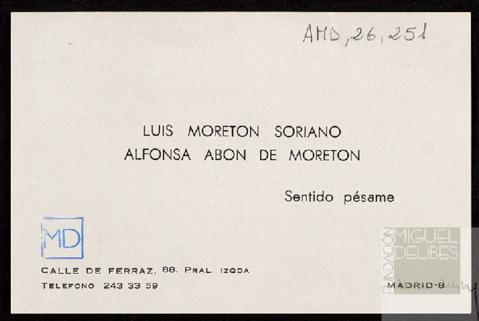 AMD, 26, 251
LUIS MORETON SORIANO
ALFONSA ABON DE MORETON
Sentido pésame
MD
CALLE DE FERRAZ, 88. PRAL. IZQDA
TELEFONO 243 33 59
MADRID-8
FUNDACIÓN
MIGUEL
DELIBES